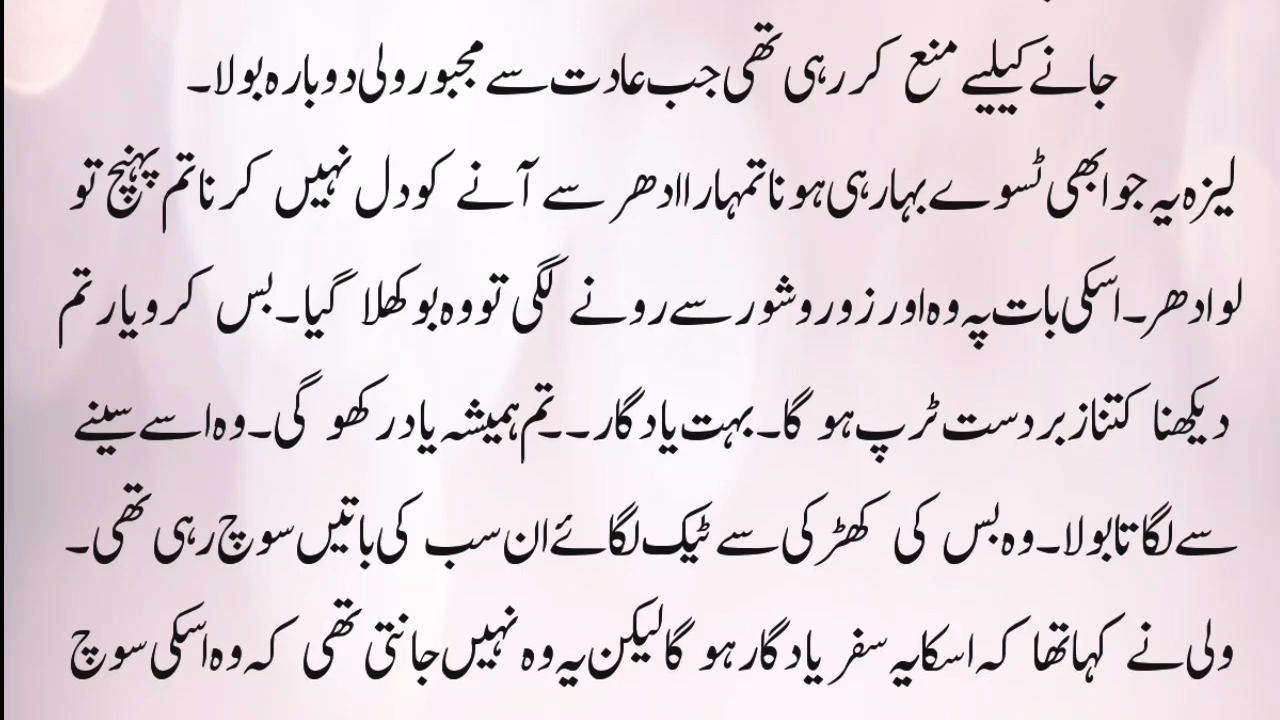 جانے کیلیے منع کر رہی تھی جب عادت سے مجبور ولی دوبارہ بولا۔
لیزہ یہ جو ابھی ٹسوے بہا رہی ہو نا تمہارا ادھر سے آنے کو دل نہیں کرنا تم پہنچ تو
لو ادھر۔ اسکی بات پہ وہ اور زور و شور سے رونے لگی تو وہ بوکھلا گیا۔ بس کرو یار تم
دیکھنا کتنا زبردست ٹرپ ہو گا۔ بہت یادگار۔۔ تم ہمیشہ یاد رکھو گی۔ وہ اسے سینے
سے لگاتا بولا۔ وہ بس کی کھڑکی سے ٹیک لگائے ان سب کی باتیں سوچ رہی تھی۔
ولی نے کہا تھا کہ اسکا یہ سفر یادگار ہو گا لیکن یہ وہ نہیں جانتی تھی کہ وہ اسکی سوچ